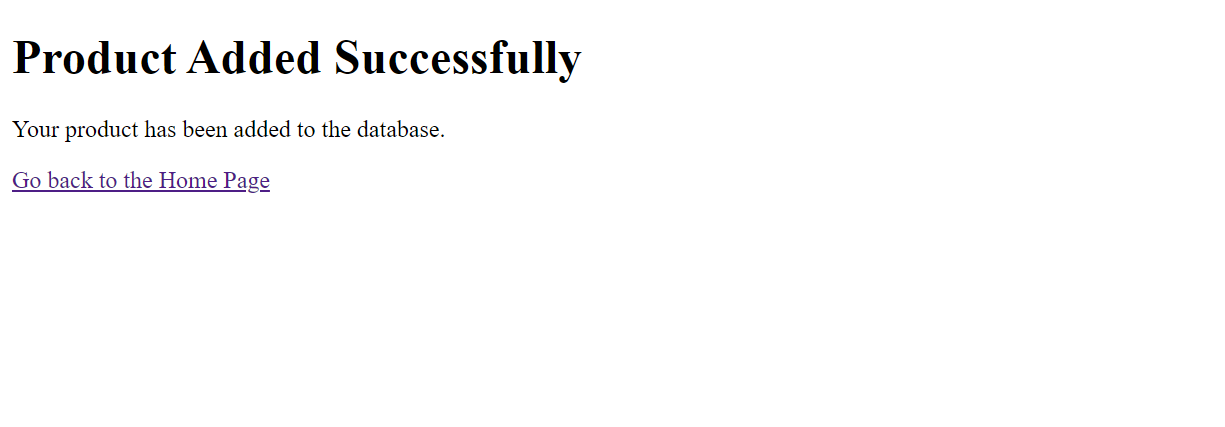 Product Added Successfully
Your product has been added to the database.
Go back to the Home Page